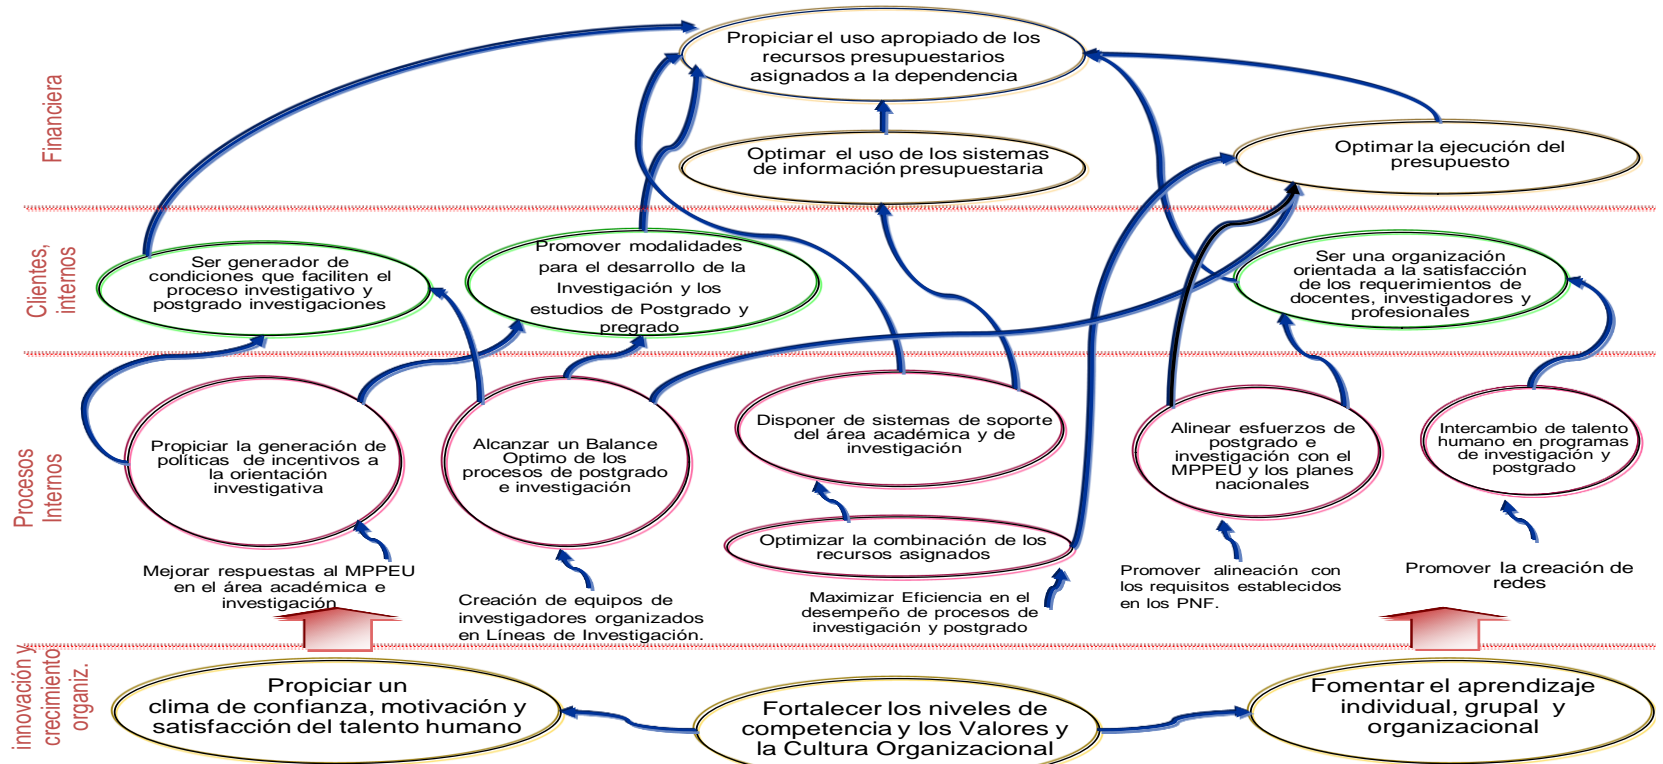 Financiera
Propiciar el uso apropiado de los
recursos presupuestarios
asignados a la dependencia
Optimar el uso de los sistemas
de información presupuestaria
Optimar la ejecución del
presupuesto
Clientes,
internos
Ser generador de
condiciones que faciliten el
proceso investigativo y
postgrado investigaciones
Promover modalidades
para el desarrollo de la
Investigación y los
estudios de Postgrado y
pregrado
Ser una organización
orientada a la satisfacción
de los requerimientos de
docentes, investigadores y
profesionales
Procesos
Internos
Propiciar la generación de
políticas de incentivos a
la orientación
investigativa
Alcanzar un Balance
Optimo de los
procesos de postgrado
e investigación
Disponer de sistemas de soporte
del área académica y de
investigación
Alinear esfuerzos de
postgrado e
investigación con el
MPPEU y los planes
nacionales
Intercambio de talento
humano en programas
de investigación y
postgrado
Optimizar la combinación de los
recursos asignados
Mejorar respuestas al MPPEU
en el área académica e
investigación
Creación de equipos de
investigadores organizados
en Líneas de Investigación.
Maximizar Eficiencia en el
desempeño de procesos de
investigación y postgrado
Promover alineación con
los requisitos establecidos
en los PNF.
Promover la creación de
redes
innovación y
crecimiento
organiz.
Propiciar un
clima de confianza, motivación y
satisfacción del talento humano
Fortalecer los niveles de
competencia y los Valores y
la Cultura Organizacional
Fomentar el aprendizaje
individual, grupal y
organizacional